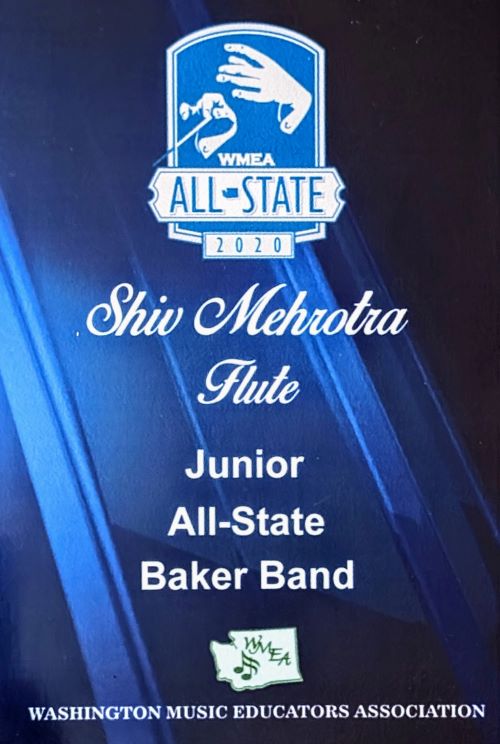 WMEA
ALL-STATE
2020
Shiv Mehrotra
Flute
Junior
All-State
Baker Band
WMEA
WASHINGTON MUSIC EDUCATORS ASSOCIATION